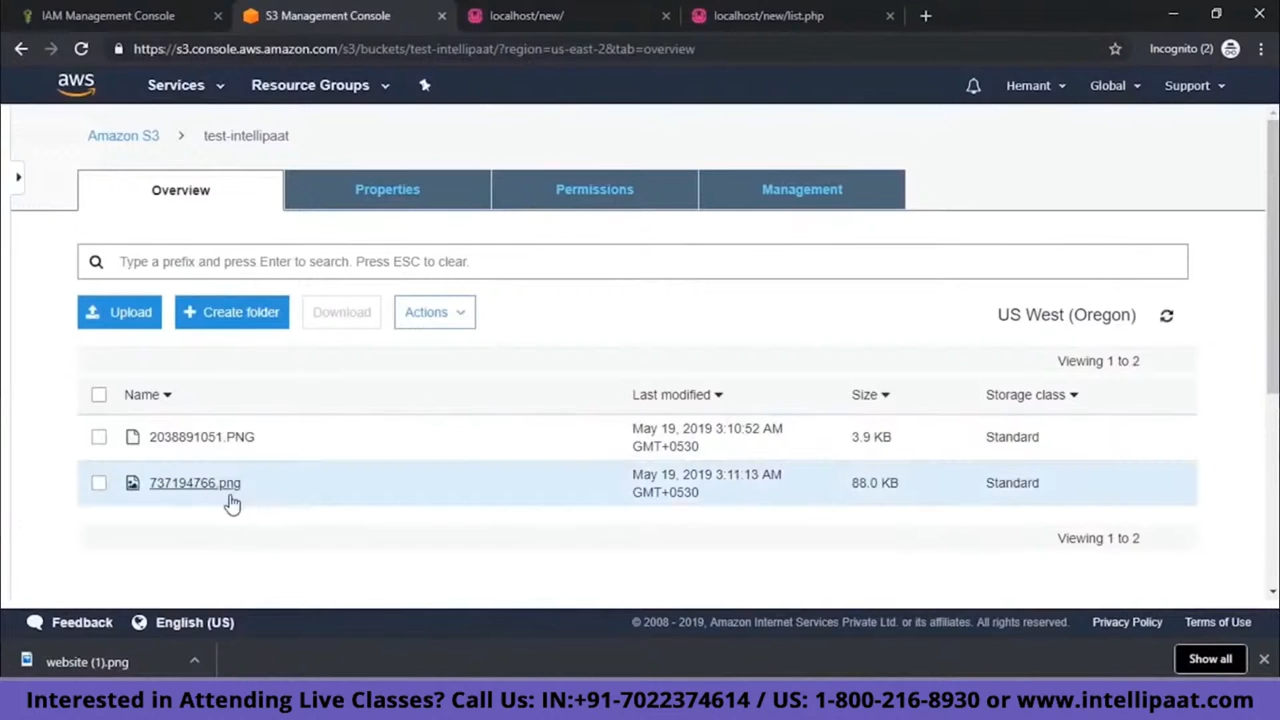 IAM Management Console
S3 Management Console
localhost/new/
localhost/new/list.php
https://s3.console.aws.amazon.com/s3/buckets/test-intellipaat/?region=us-east-2&tab=overview
Incognito (2)
aws
Services
Resource Groups
Hemant
Global
Support
Amazon S3
test-intellipaat
Overview
Properties
Permissions
Management
Type a prefix and press Enter to search. Press ESC to clear.
Upload
Create folder
Download
Actions
US West (Oregon)
Viewing 1 to 2
Name
Last modified
Size
Storage class
2038891051.PNG
May 19, 2019 3:10:52 AM
GMT+0530
3.9 KB
Standard
737194766.png
May 19, 2019 3:11:13 AM
GMT+0530
88.0 KB
Standard
Viewing 1 to 2
Feedback
English (US)
© 2008 - 2019, Amazon Internet Services Private Ltd. or its affiliates. All rights reserved.
Privacy Policy
Terms of Use
website (1).png
Show all
Interested in Attending Live Classes? Call Us: IN:+91-7022374614 / US: 1-800-216-8930 or www.intellipaat.com